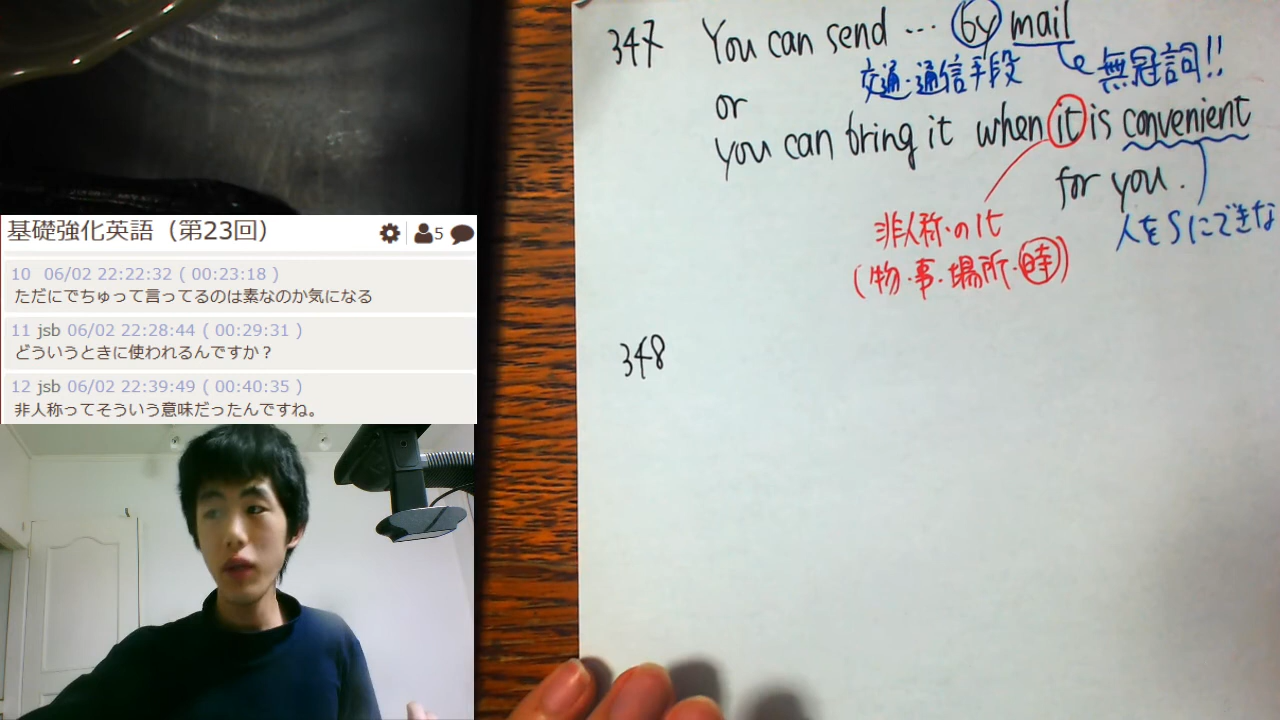 基礎強化英語（第23回）
5
10 06/02 22:22:32 ( 00:23:18 )
ただにでちゅって言ってるのは素なのか気になる
11 jsb 06/02 22:28:44 ( 00:29:31 )
どういうときに使われるんですか？
12 jsb 06/02 22:39:49 ( 00:40:35 )
非人称ってそういう意味だったんですね。
347 You can send … by mail
交通・通信手段
無冠詞!!
or
you can bring it when it is convenient
for you.
非人称の it
(物・事・場所・時)
人をSにできな
348